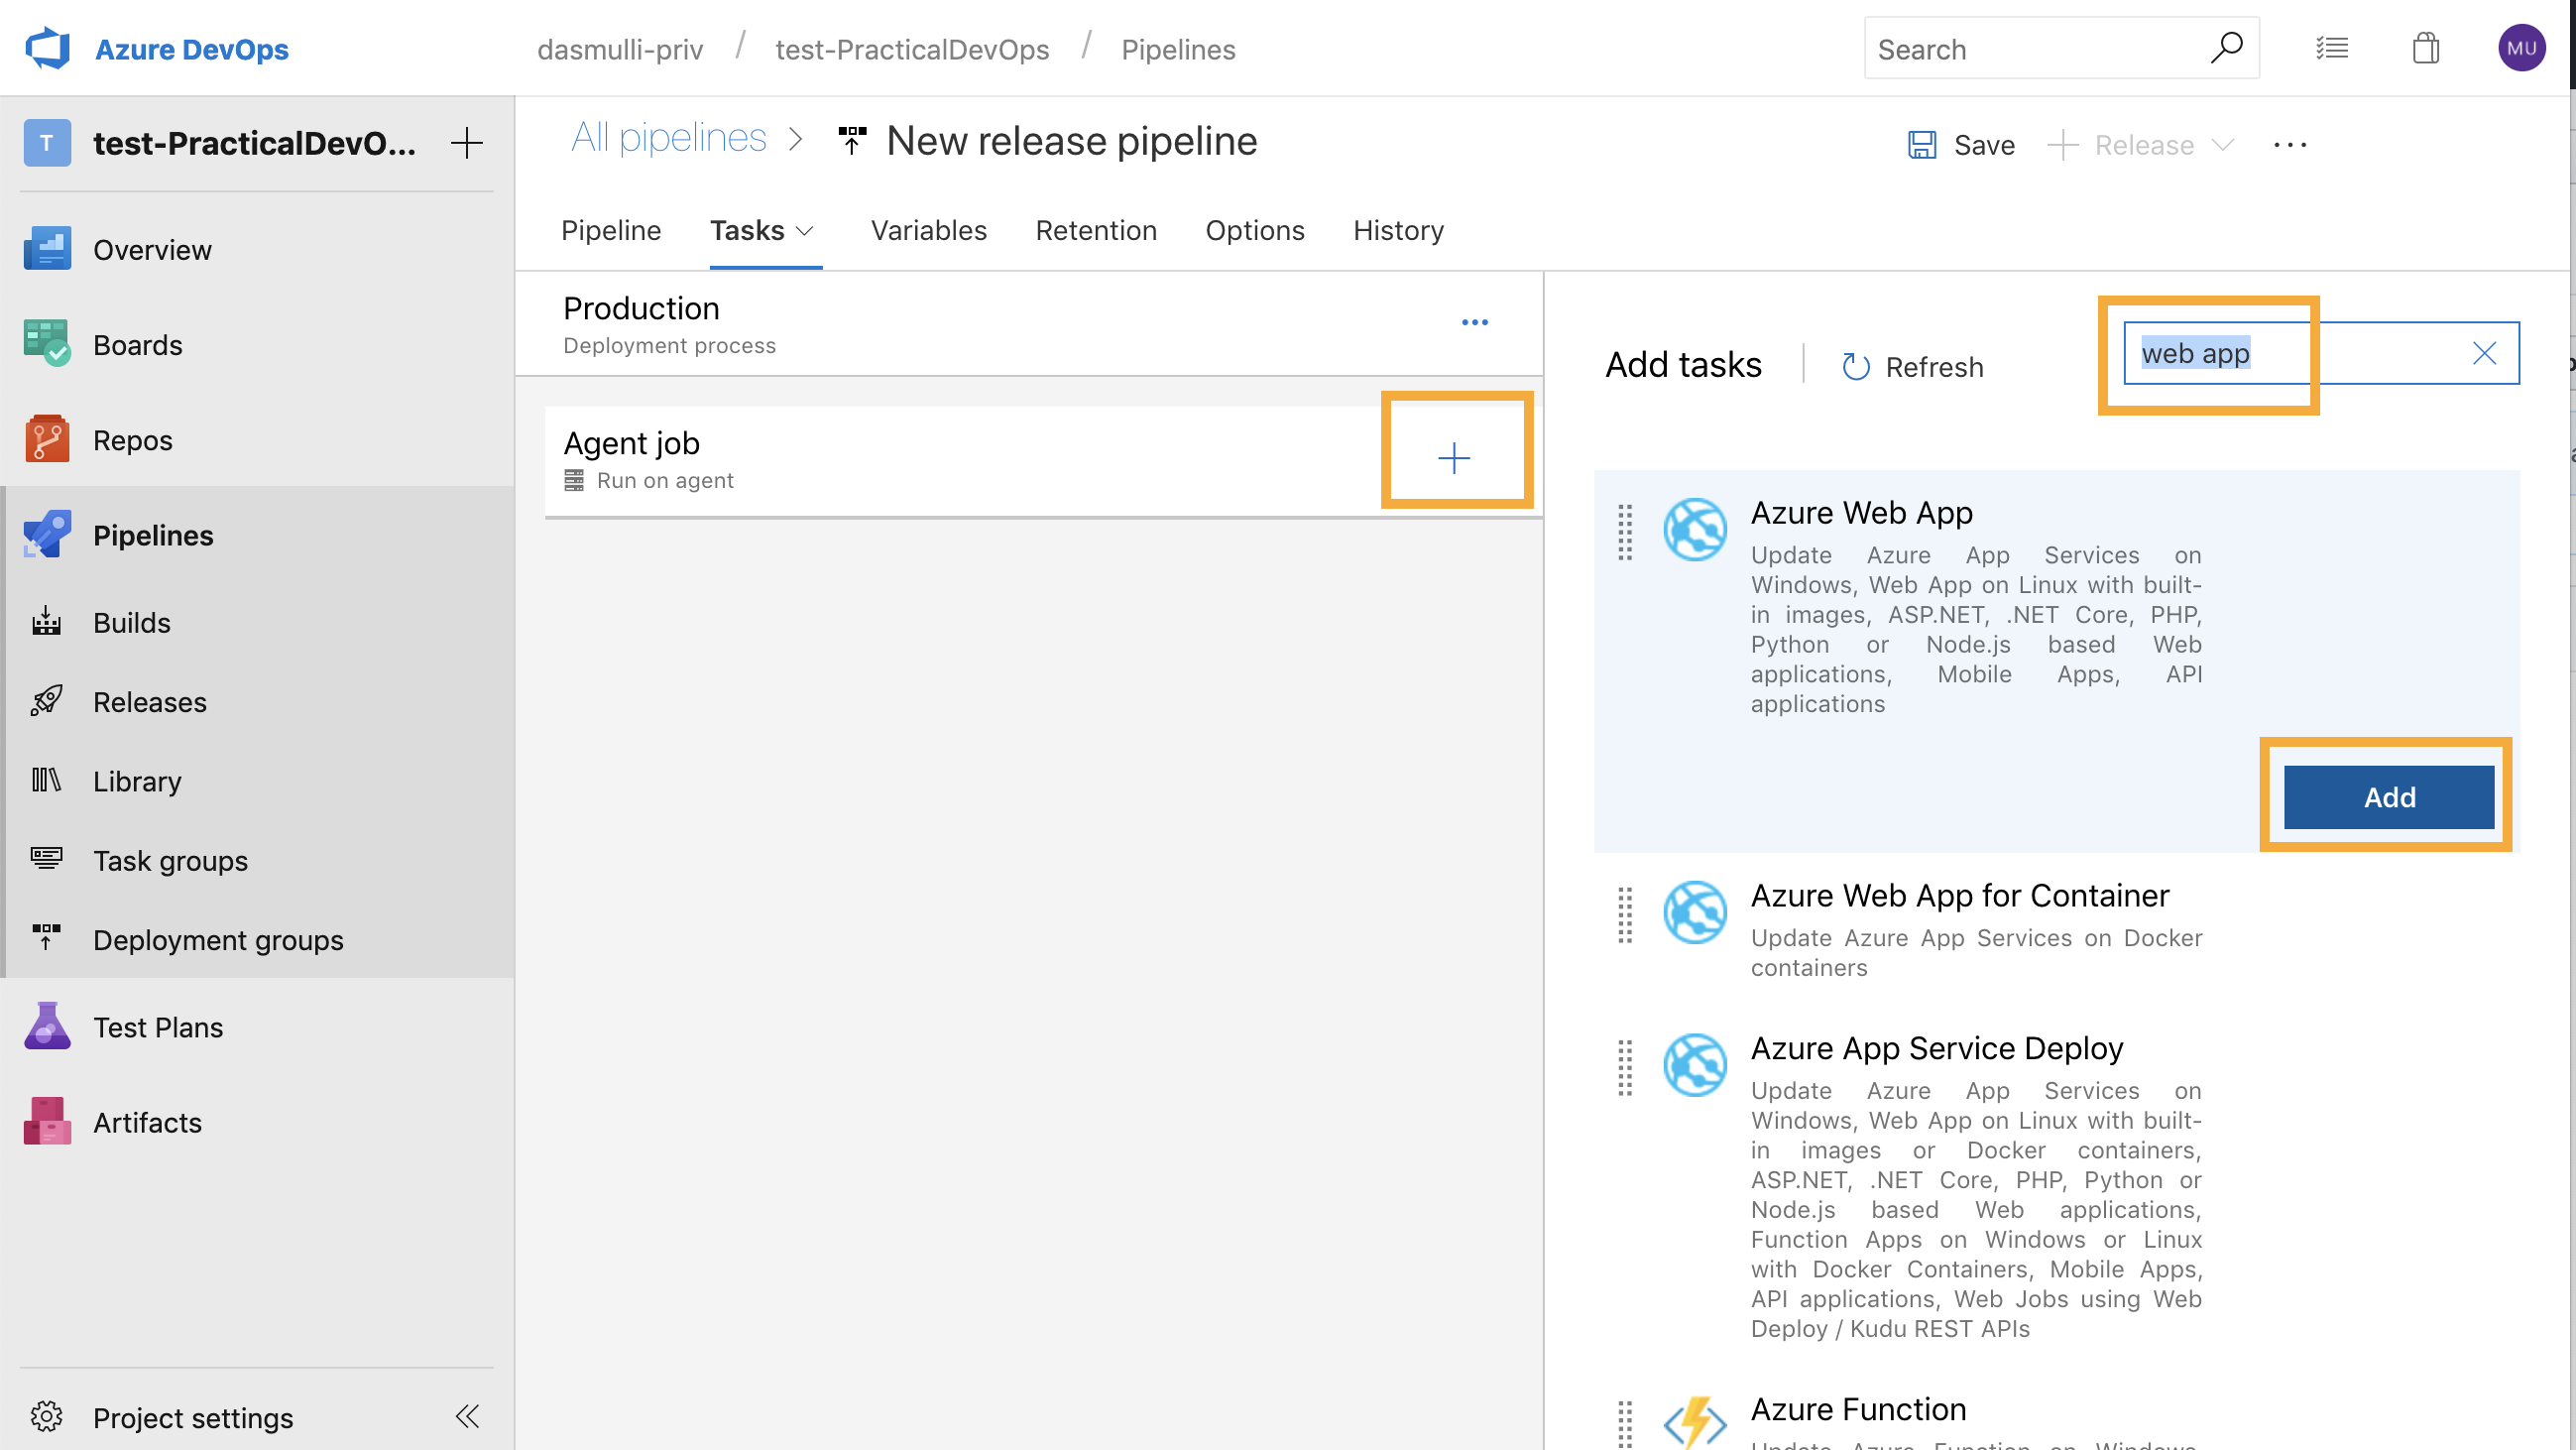 Azure DevOps
dasmulli-priv / test-PracticalDevOps / Pipelines
Search
MU
T
test-PracticalDevO...
All pipelines > New release pipeline
Save
Release
Overview
Boards
Repos
Pipelines
Builds
Releases
Library
Task groups
Deployment groups
Test Plans
Artifacts
Project settings
Pipeline
Tasks
Variables
Retention
Options
History
Production
Deployment process
Agent job
Run on agent
Add tasks
Refresh
web app
Azure Web App
Update Azure App Services on
Windows, Web App on Linux with built-
in images, ASP.NET, .NET Core, PHP,
Python or Node.js based Web
applications, Mobile Apps, API
applications
Add
Azure Web App for Container
Update Azure App Services on Docker
containers
Azure App Service Deploy
Update Azure App Services on
Windows, Web App on Linux with built-
in images or Docker containers,
ASP.NET, .NET Core, PHP, Python or
Node.js based Web applications,
Function Apps on Windows or Linux
with Docker Containers, Mobile Apps,
API applications, Web Jobs using Web
Deploy / Kudu REST APIs
Azure Function
Update Azure Function on Windows,